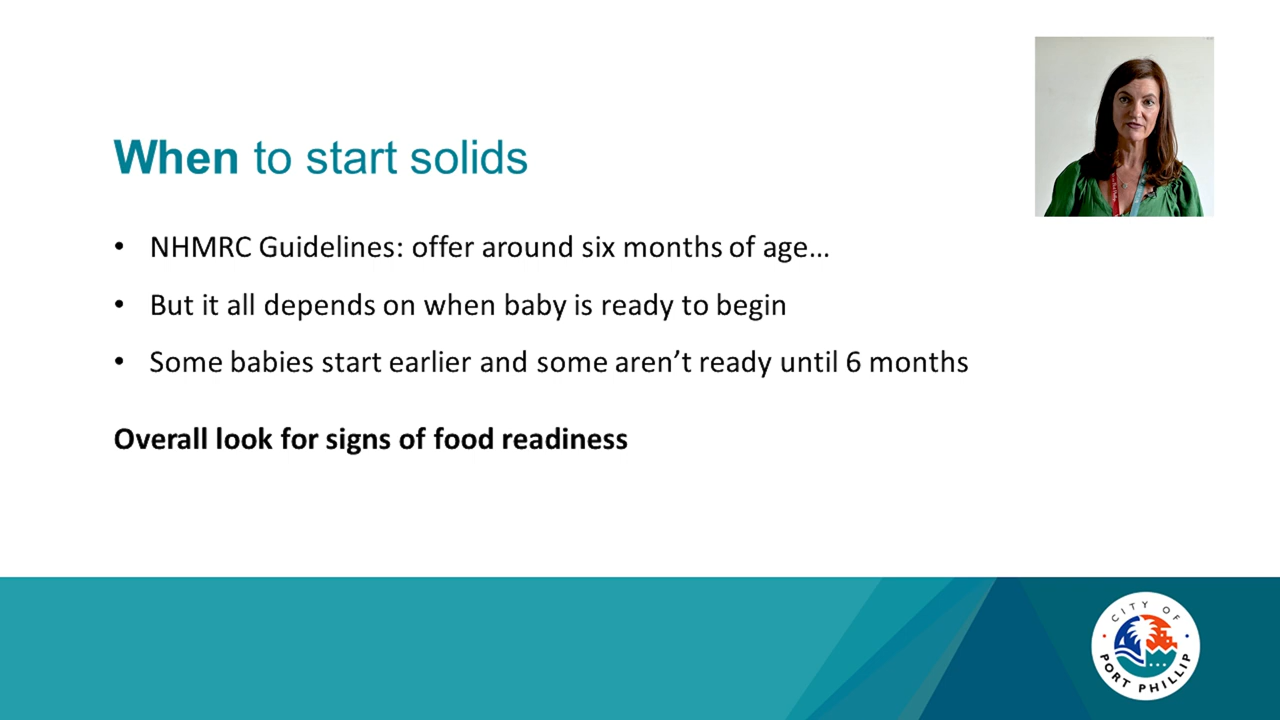 When to start solids
• NHMRC Guidelines: offer around six months of age…
• But it all depends on when baby is ready to begin
• Some babies start earlier and some aren’t ready until 6 months
Overall look for signs of food readiness
CITY OF
PORT PHILLIP